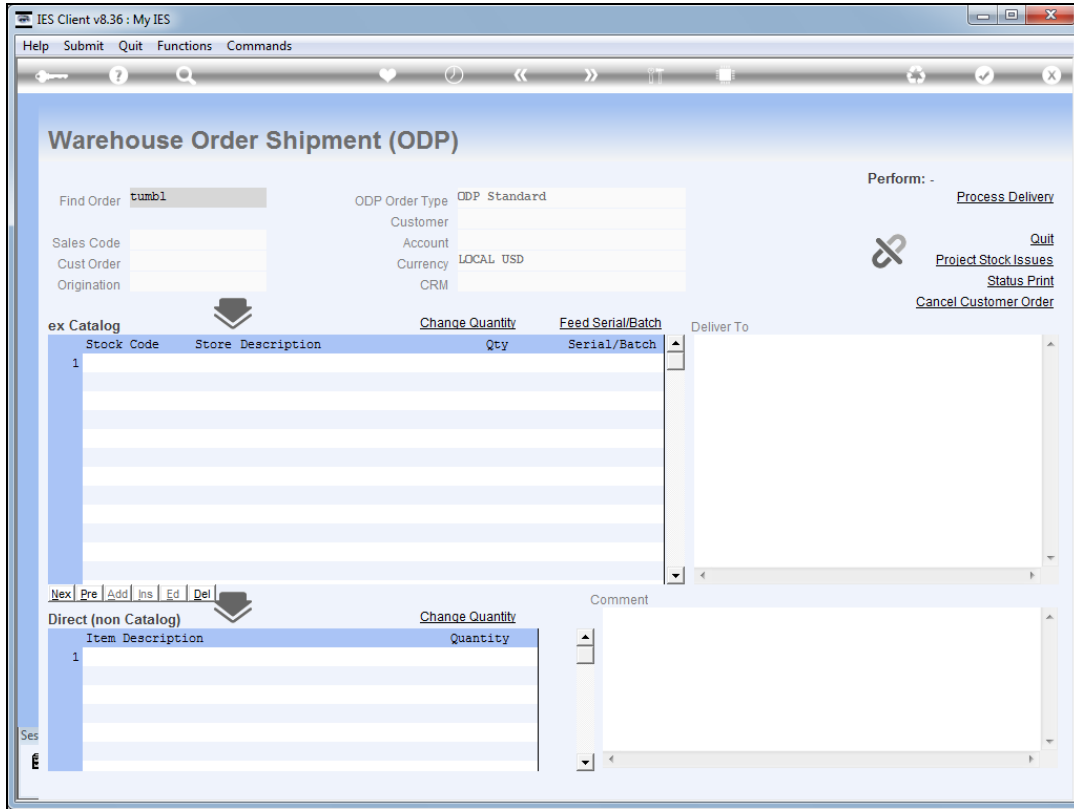 IES Client v8.36 : My IES
Help Submit Quit Functions Commands
Warehouse Order Shipment (ODP)
Perform: -
Find Order tumbl
ODP Order Type ODP Standard
Process Delivery
Customer
Sales Code
Account
Quit
Cust Order
Currency LOCAL USD
Project Stock Issues
Origination
CRM
Status Print
Cancel Customer Order
ex Catalog
Change Quantity
Feed Serial/Batch
Deliver To
Stock Code Store Description Qty Serial/Batch
1
Nex Pre Add Ins Ed Del
Comment
Direct (non Catalog)
Change Quantity
Item Description Quantity
1
Ses